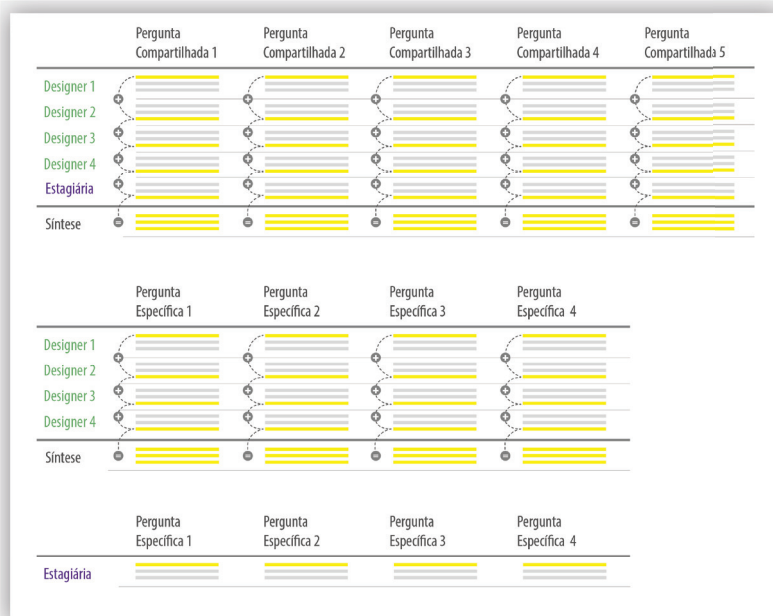 Pergunta Pergunta Pergunta Pergunta Pergunta
Compartilhada 1 Compartilhada 2 Compartilhada 3 Compartilhada 4 Compartilhada 5
Designer 1
Designer 2
Designer 3
Designer 4
Estagiária
Síntese
Pergunta Pergunta Pergunta Pergunta
Específica 1 Específica 2 Específica 3 Específica 4
Designer 1
Designer 2
Designer 3
Designer 4
Síntese
Pergunta Pergunta Pergunta Pergunta
Específica 1 Específica 2 Específica 3 Específica 4
Estagiária